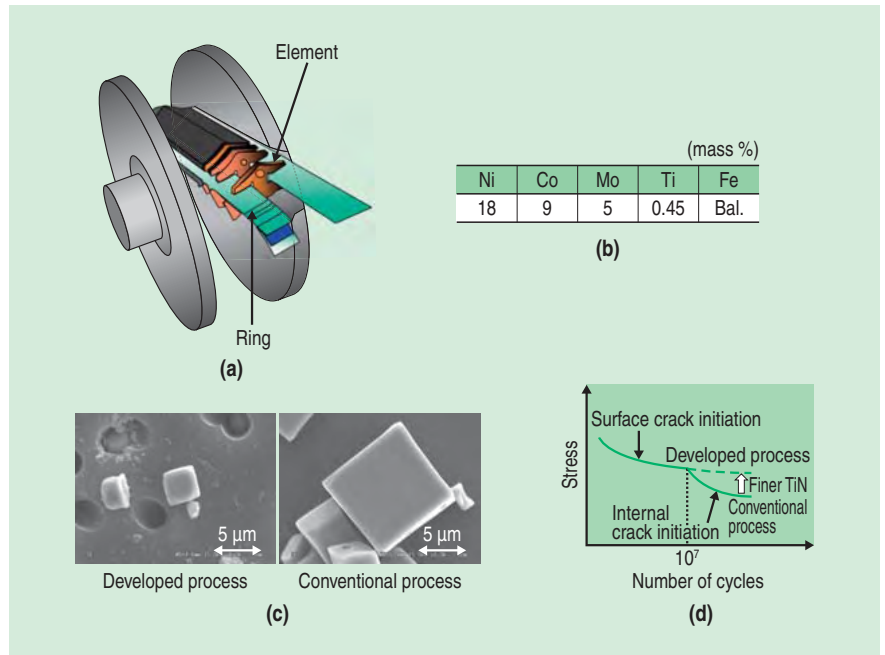 Element
Ring
(a)
(mass %)
Ni Co Mo Ti Fe
18 9 5 0.45 Bal.
(b)
5 µm
5 µm
Developed process
Conventional process
(c)
Stress
Surface crack initiation
Developed process
Finer TiN
Conventional
process
Internal
crack initiation
10⁷
Number of cycles
(d)